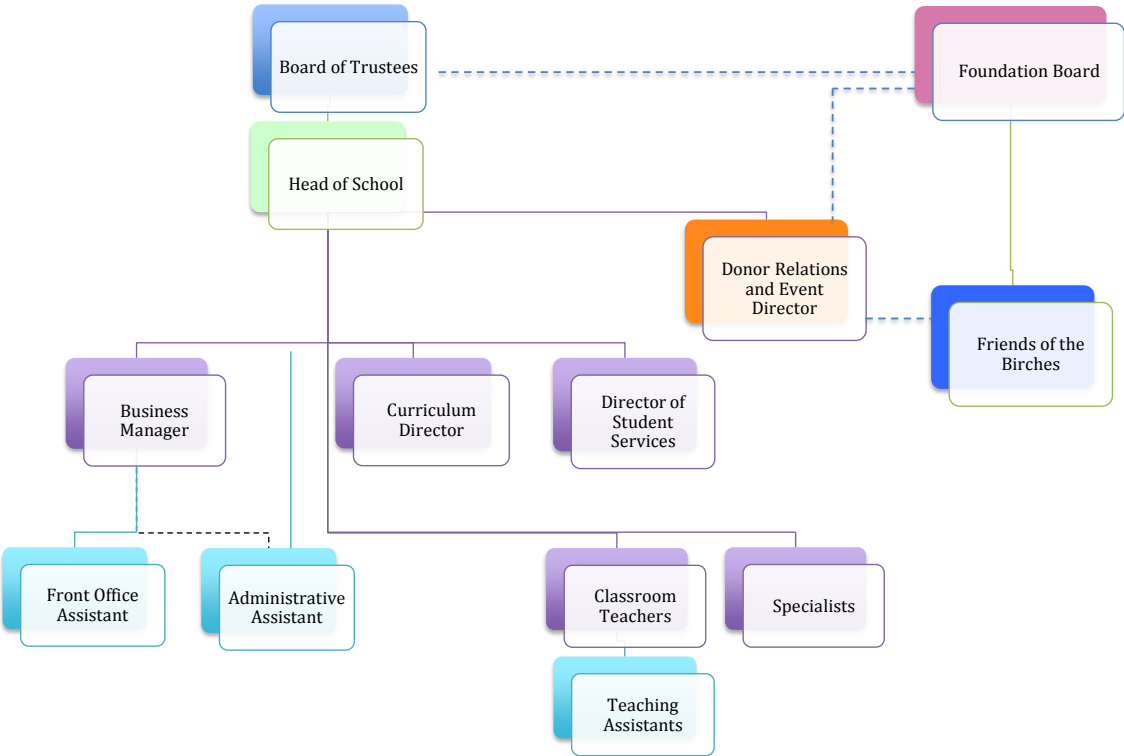 Board of Trustees
Foundation Board
Head of School
Donor Relations
and Event
Director
Friends of the
Birches
Business
Manager
Curriculum
Director
Director of
Student
Services
Front Office
Assistant
Administrative
Assistant
Classroom
Teachers
Specialists
Teaching
Assistants